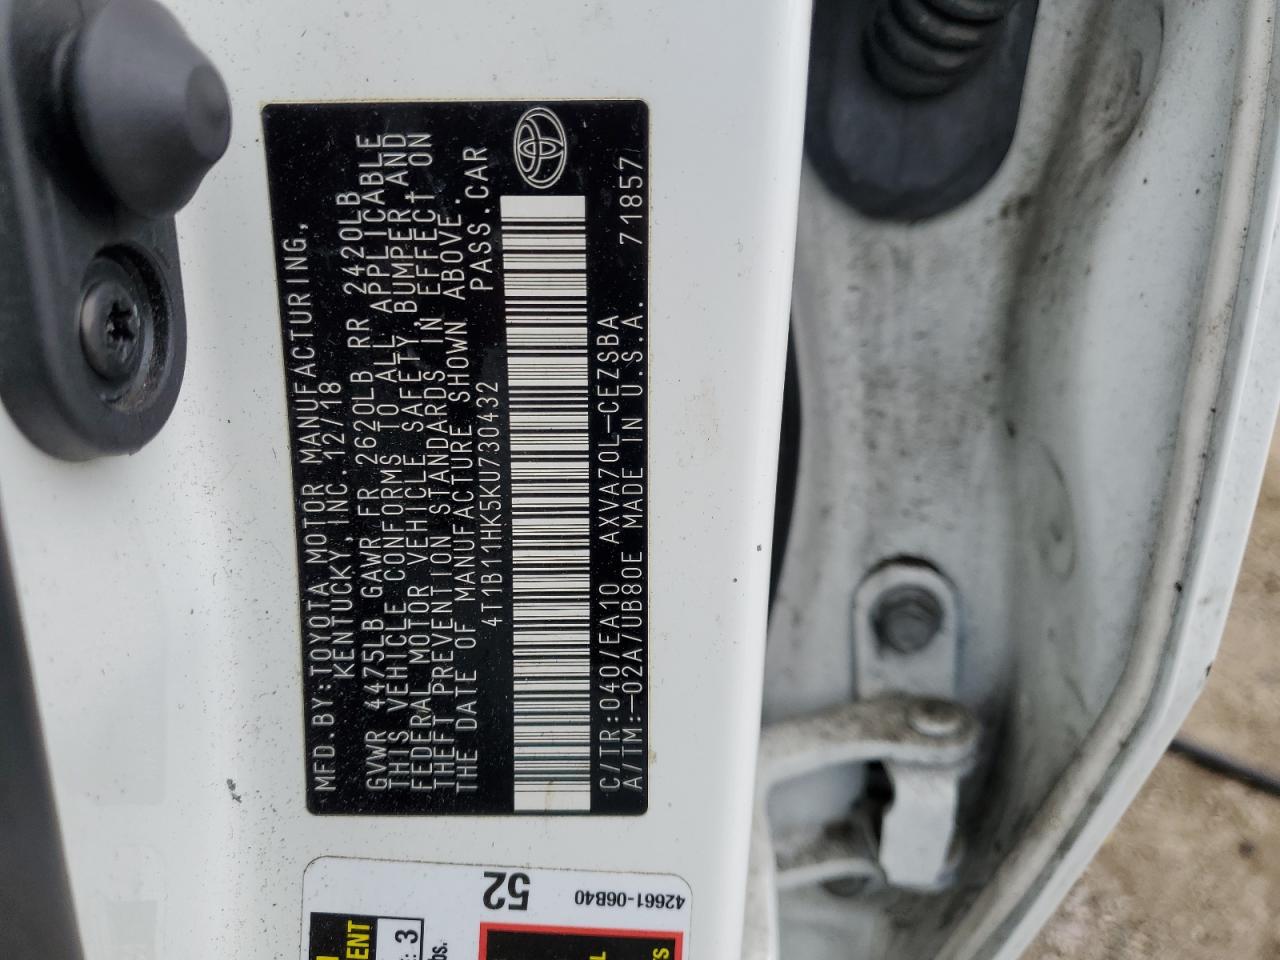 MFD.BY:TOYOTA MOTOR MANUFACTURING,
KENTUCKY,INC. 12/18
GVWR 4475LB GAWR FR 2620LB RR 2420LB
THIS VEHICLE CONFORMS TO ALL APPLICABLE
FEDERAL MOTOR VEHICLE SAFETY,BUMPER,AND
THEFT PREVENTION STANDARDS IN EFFECT ON
THE DATE OF MANUFACTURE SHOWN ABOVE.
4T1B11HK5KU730432 PASS.CAR
C/TR:040/EA10 AXVA70L-CEZSBA
A/TM:-02A/UB80E MADE IN U.S.A. 71857
52
42661-06B40
ENT
3
bs.